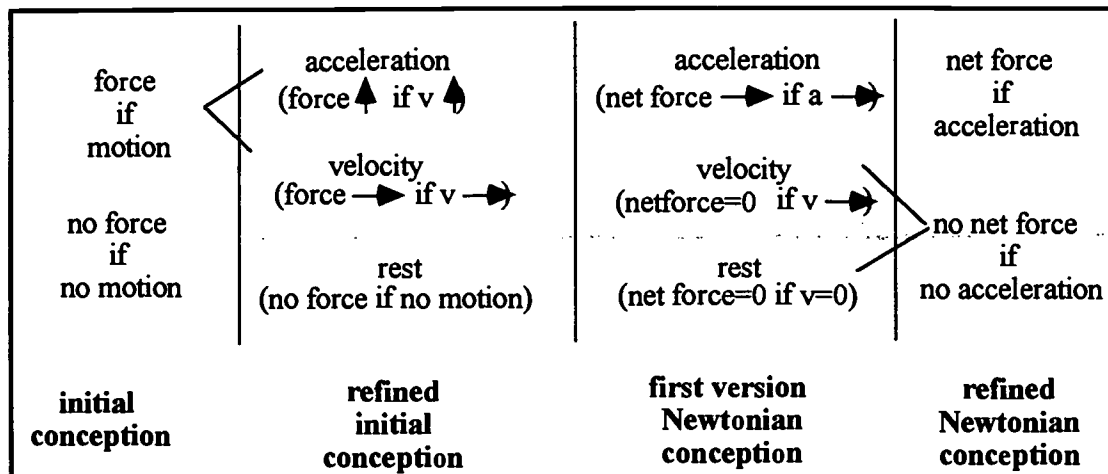 force
if
motion
no force
if
no motion
initial
conception
acceleration
(force if v )
velocity
(force if v )
rest
(no force if no motion)
refined
initial
conception
acceleration
(net force if a )
velocity
(netforce=0 if v )
rest
(net force=0 if v=0)
first version
Newtonian
conception
net force
if
acceleration
no net force
if
no acceleration
refined
Newtonian
conception